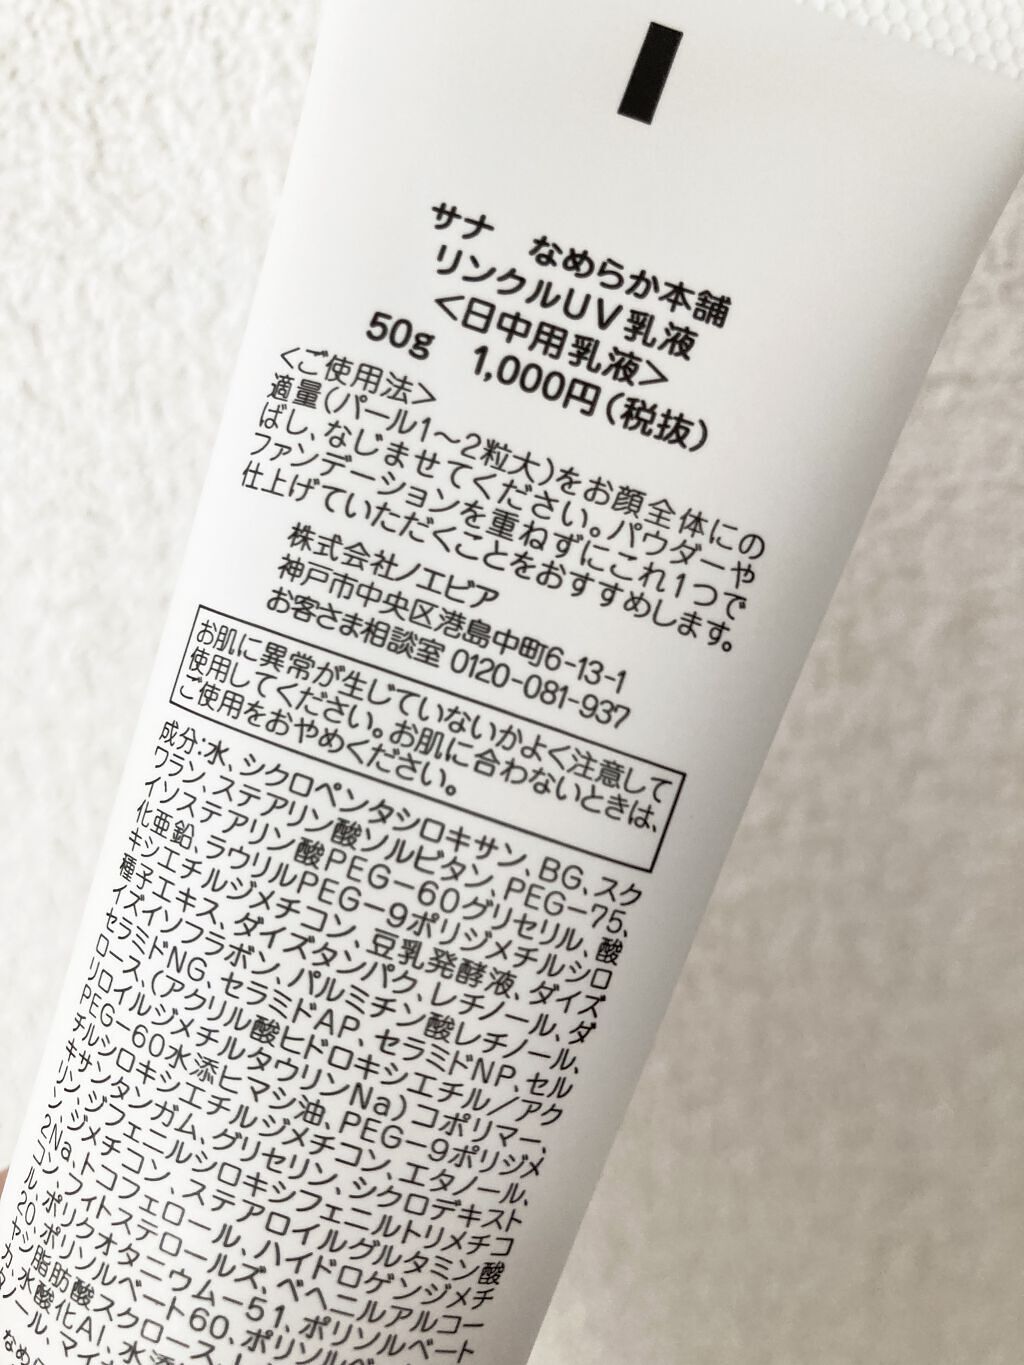 サナ　なめらか本舗
リンクルUV乳液
<日中用乳液>
50g　1,000円(税抜)
<ご使用法>
適量(パール1〜2粒大)をお顔全体にの
ばし、なじませてください。パウダーや
ファンデーションを重ねずにこれ1つで
仕上げていただくことをおすすめします。
株式会社ノエビア
神戸市中央区港島中町6-13-1
お客さま相談室 0120-081-937
お肌に異常が生じていないかよく注意して
使用してください。お肌に合わないときは、
ご使用をおやめください。
成分:水、シクロペンタシロキサン、BG、スク
ワラン、ステアリン酸ソルビタン、PEG-75、
イソステアリン酸PEG-60グリセリル、酸
化亜鉛、ラウリルPEG-9ポリジメチルシロ
キシエチルジメチコン、豆乳発酵液、ダイズ
種子エキス、ダイズタンパク、レチノール、ダ
イズイソフラボン、パルミチン酸レチノール、
セラミドNG、セラミドAP、セラミドNP、セル
ロース、(アクリル酸ヒドロキシエチル/アク
リロイルジメチルタウリンNa)コポリマー、
PEG-60水添ヒマシ油、PEG-9ポリジメ
チルシロキシエチルジメチコン、エタノール、
キサンタンガム、グリセリン、シクロデキスト
リン、ジフェニルシロキシフェニルトリメチコ
ン、ジメチコン、ステアロイルグルタミン酸
2Na、トコフェロール、ハイドロゲンジメチ
コン、フィトステロールズ、ベヘニルアルコー
ル、ポリクオタニウム-51、ポリソルベート
20、ポリソルベート60、ポリソルベ
ヤシ脂肪酸スクロース、
カ、水酸化Al、水添
ノール、マイ
なめ